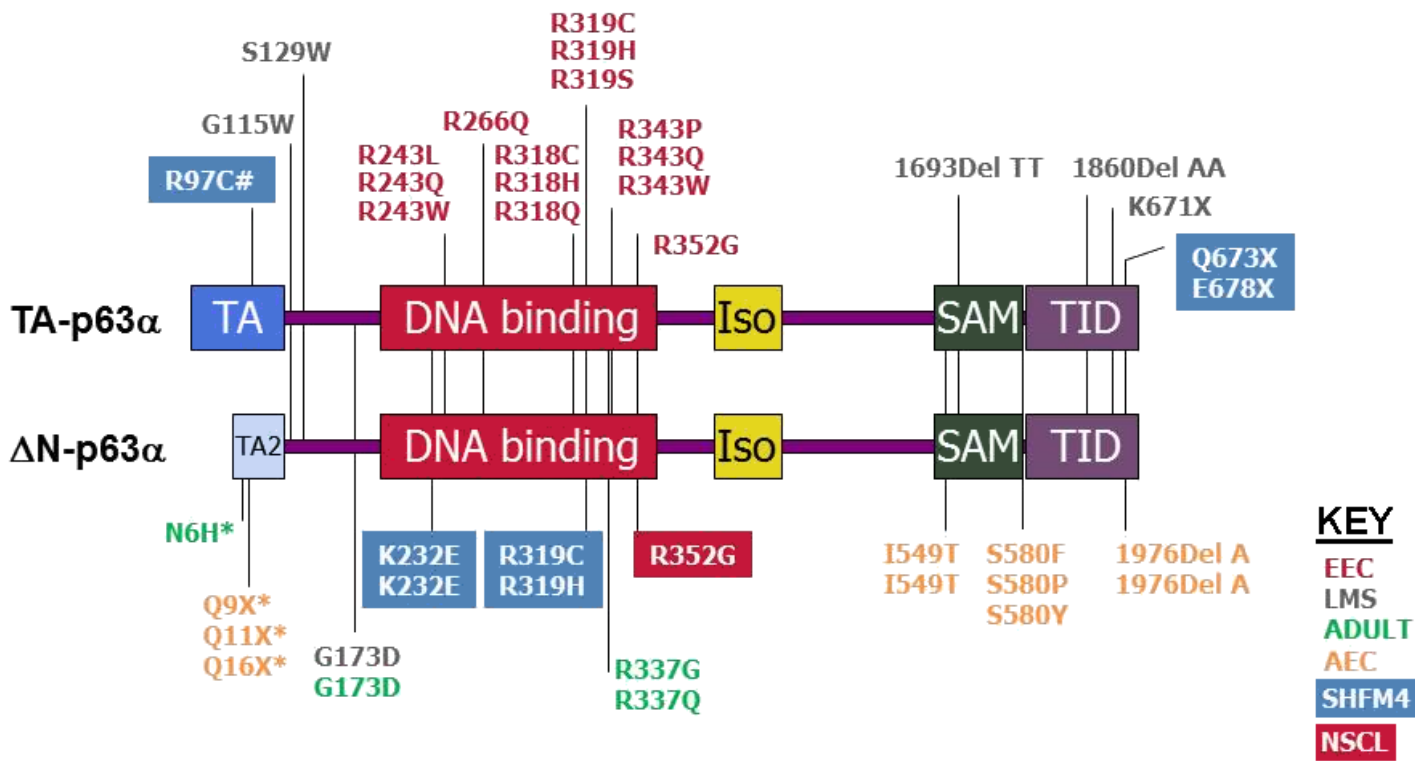 R319C
R319H
R319S
S129W
G115W
R266Q
R343P
R343Q
R343W
R243L
R243Q
R243W
R318C
R318H
R318Q
R97C#
1693Del TT
1860Del AA
K671X
R352G
Q673X
E678X
TA-p63α
TA
DNA binding
Iso
SAM
TID
ΔN-p63α
TA2
DNA binding
Iso
SAM
TID
N6H*
K232E
K232E
R319C
R319H
R352G
I549T
I549T
S580F
S580P
S580Y
1976Del A
1976Del A
Q9X*
Q11X*
Q16X*
G173D
G173D
R337G
R337Q
KEY
EEC
LMS
ADULT
AEC
SHFM4
NSCL